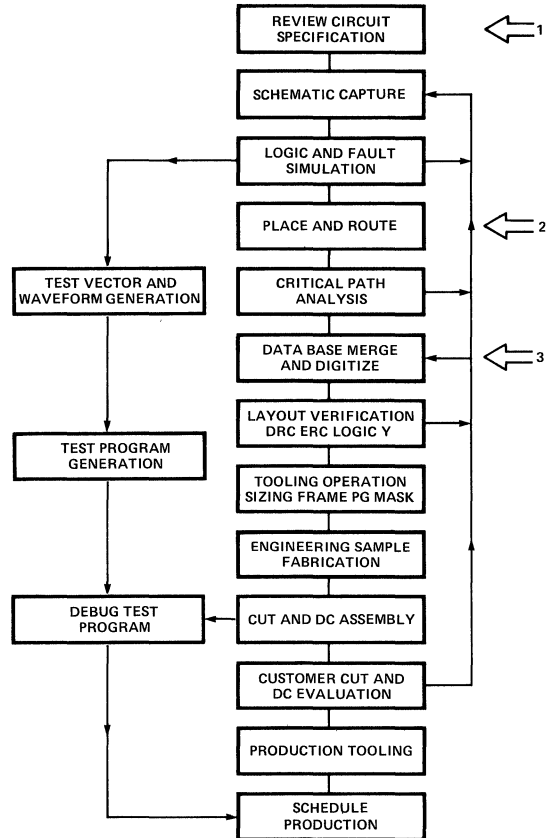 REVIEW CIRCUIT
SPECIFICATION
1
SCHEMATIC CAPTURE
LOGIC AND FAULT
SIMULATION
PLACE AND ROUTE
2
TEST VECTOR AND
WAVEFORM GENERATION
CRITICAL PATH
ANALYSIS
DATA BASE MERGE
AND DIGITIZE
3
LAYOUT VERIFICATION
DRC ERC LOGIC Y
TEST PROGRAM
GENERATION
TOOLING OPERATION
SIZING FRAME PG MASK
ENGINEERING SAMPLE
FABRICATION
DEBUG TEST
PROGRAM
CUT AND DC ASSEMBLY
CUSTOMER CUT AND
DC EVALUATION
PRODUCTION TOOLING
SCHEDULE
PRODUCTION